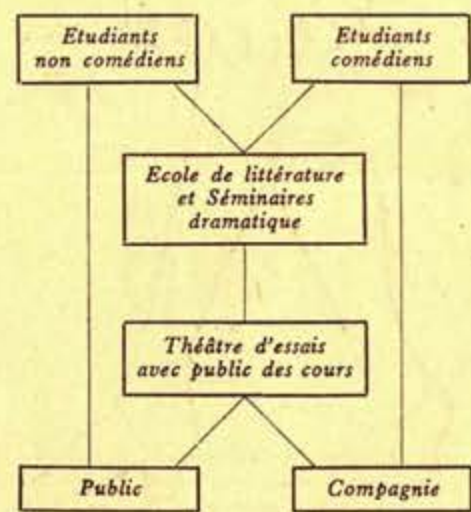 Etudiants
non comédiens
Etudiants
comédiens
Ecole de littérature
et Séminaires
dramatique
Théâtre d'essais
avec public des cours
Public
Compagnie